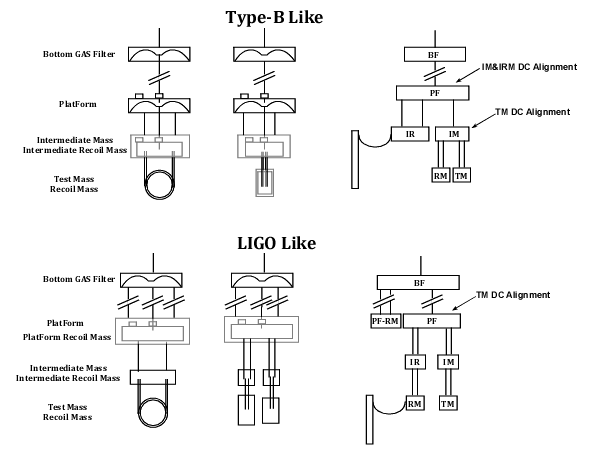 Type-B Like
Bottom GAS Filter
BF
IM&IRM DC Alignment
PlatForm
PF
TM DC Alignment
Intermediate Mass
Intermediate Recoil Mass
IR
IM
Test Mass
Recoil Mass
RM
TM
LIGO Like
Bottom GAS Filter
BF
TM DC Alignment
PlatForm
PlatForm Recoil Mass
PF-RM
PF
Intermediate Mass
Intermediate Recoil Mass
IR
IM
Test Mass
Recoil Mass
RM
TM